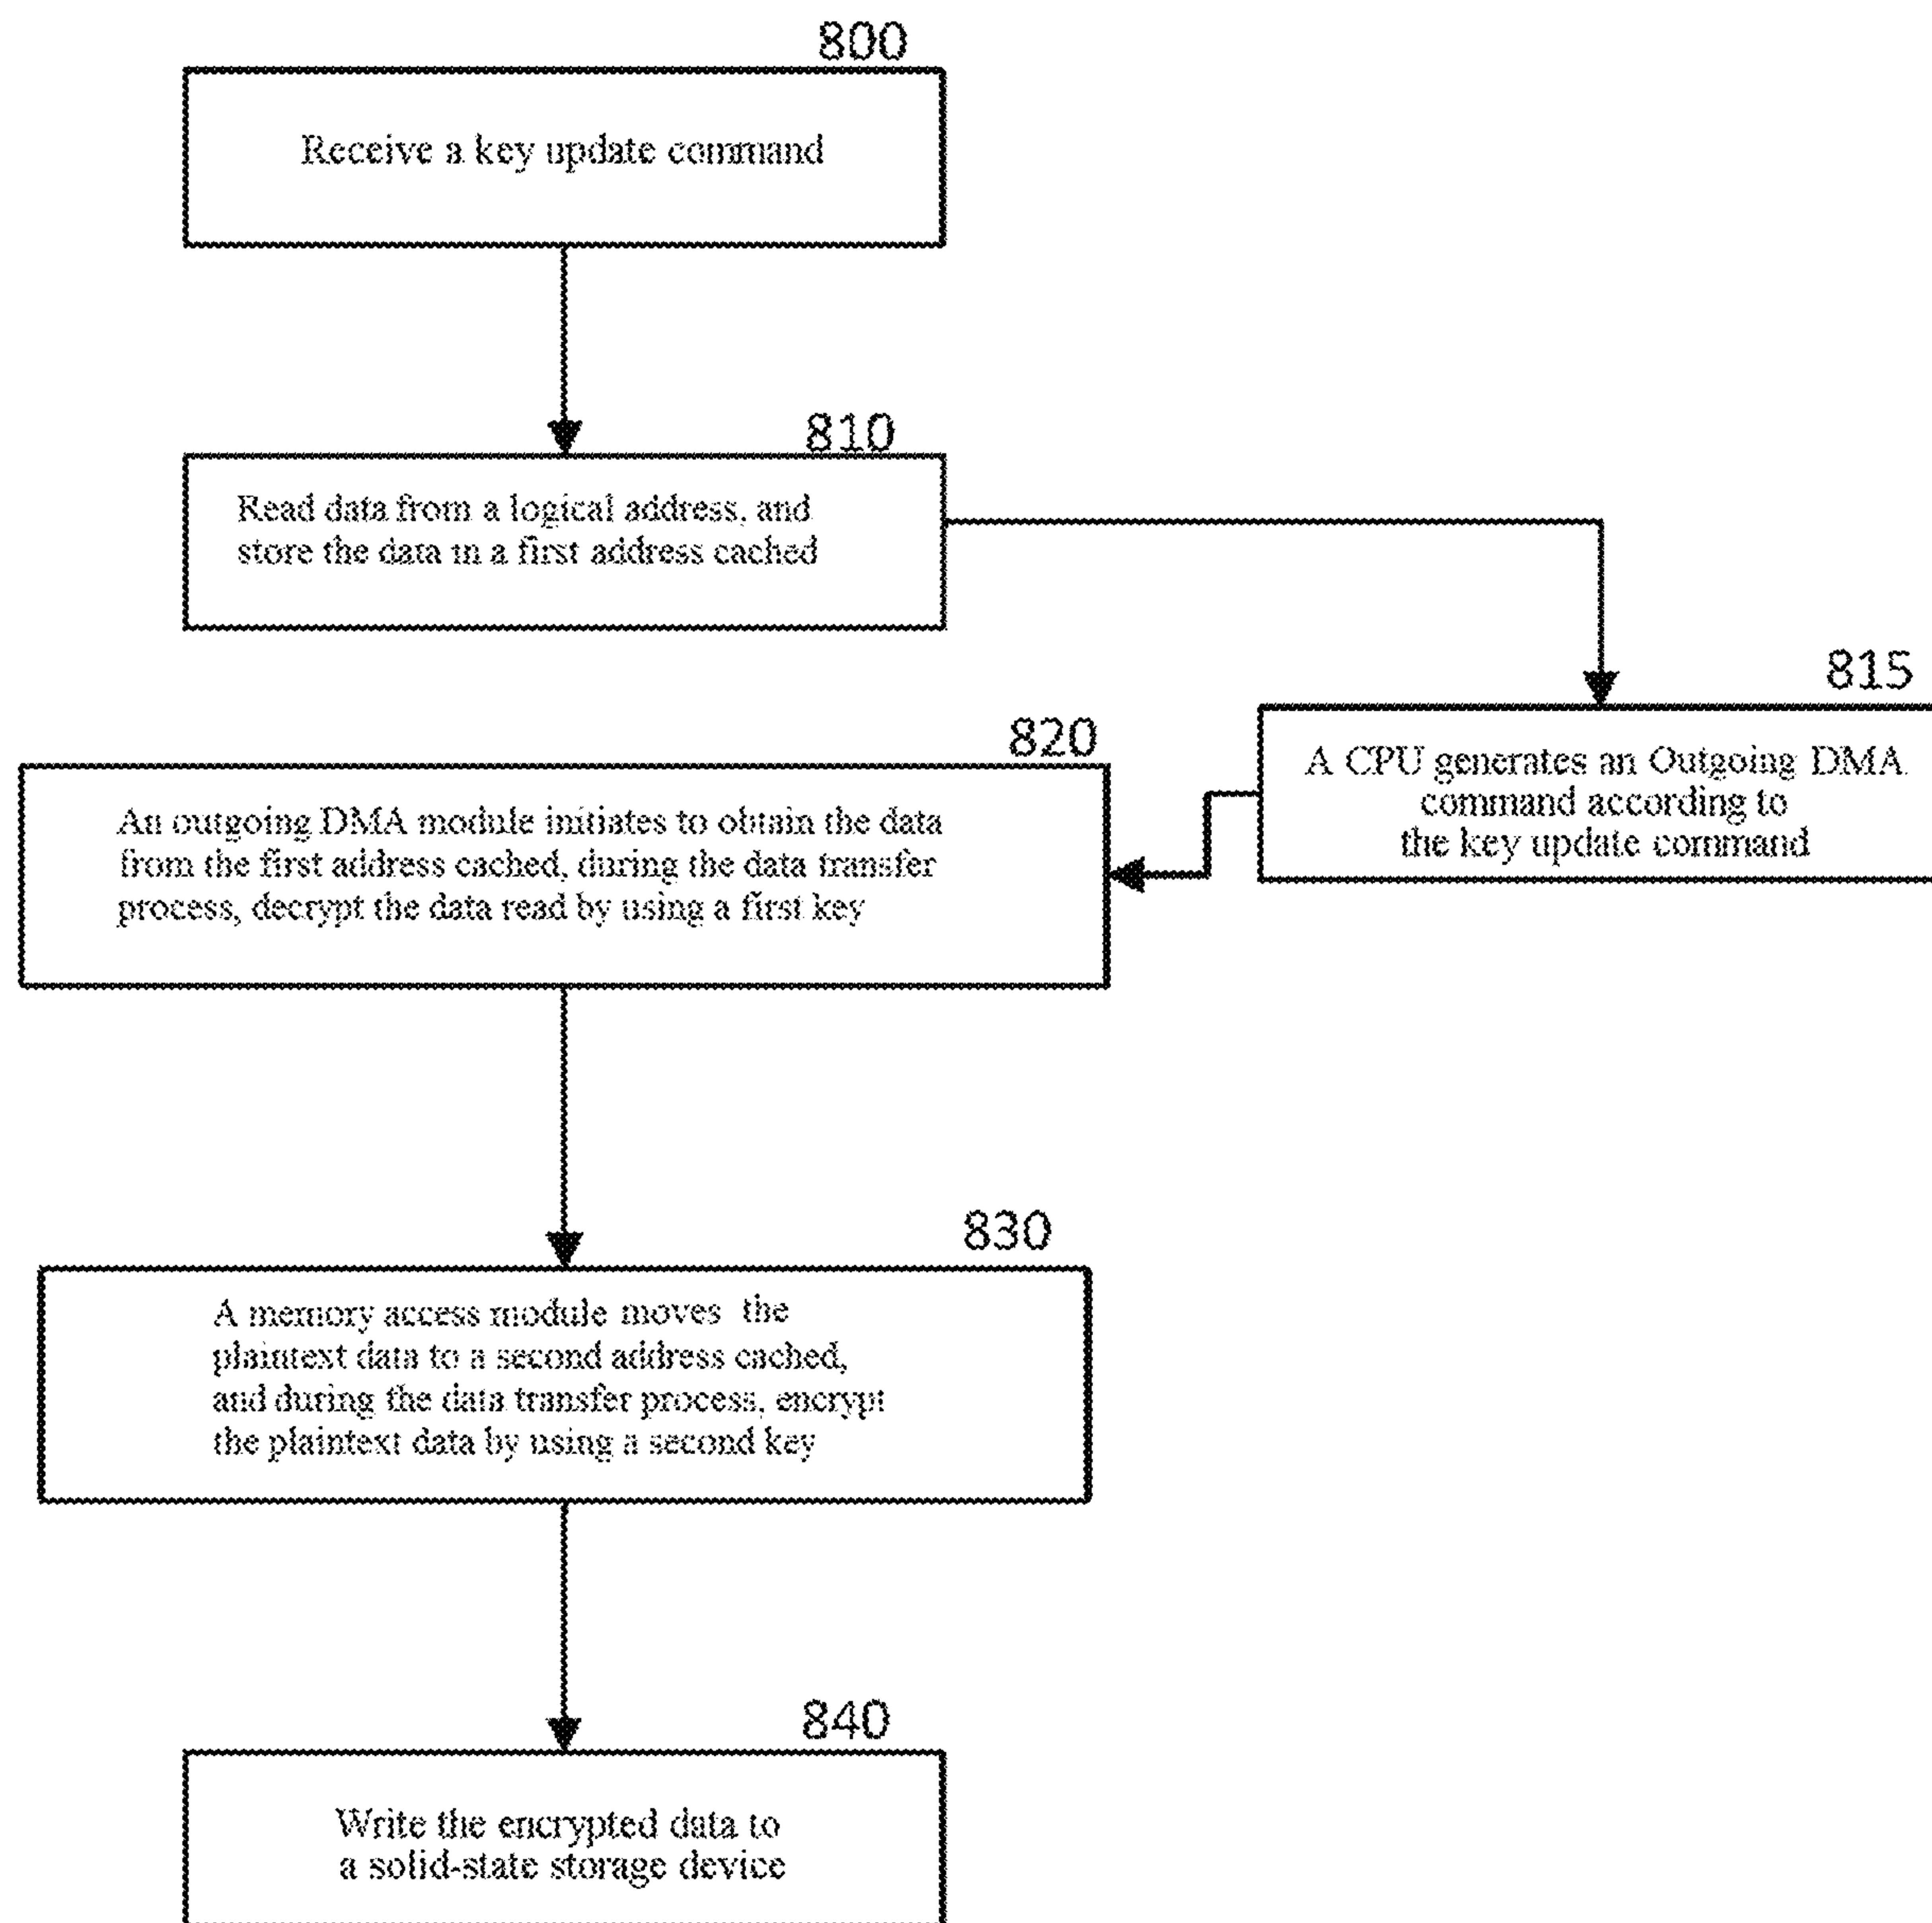 800
Receive a key update command
810
Read data from a logical address, and
store the data in a first address cached
815
A CPU generates an Outgoing DMA
command according to
the key update command
820
An outgoing DMA module initiates to obtain the data
from the first address cached, during the data transfer
process, decrypt the data read by using a first key
830
A memory access module moves the
plaintext data to a second address cached,
and during the data transfer process, encrypt
the plaintext data by using a second key
840
Write the encrypted data to
a solid-state storage device